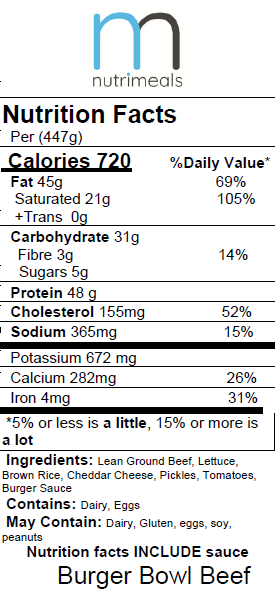 nutrimeals
Nutrition Facts
Per (447g)
Calories 720 %Daily Value*
Fat 45g 69%
Saturated 21g 105%
+Trans 0g
Carbohydrate 31g
Fibre 3g 14%
Sugars 5g
Protein 48 g
Cholesterol 155mg 52%
Sodium 365mg 15%
Potassium 672 mg
Calcium 282mg 26%
Iron 4mg 31%
*5% or less is a little, 15% or more is
a lot
Ingredients: Lean Ground Beef, Lettuce,
Brown Rice, Cheddar Cheese, Pickles, Tomatoes,
Burger Sauce
Contains: Dairy, Eggs
May Contain: Dairy, Gluten, eggs, soy,
peanuts
Nutrition facts INCLUDE sauce
Burger Bowl Beef